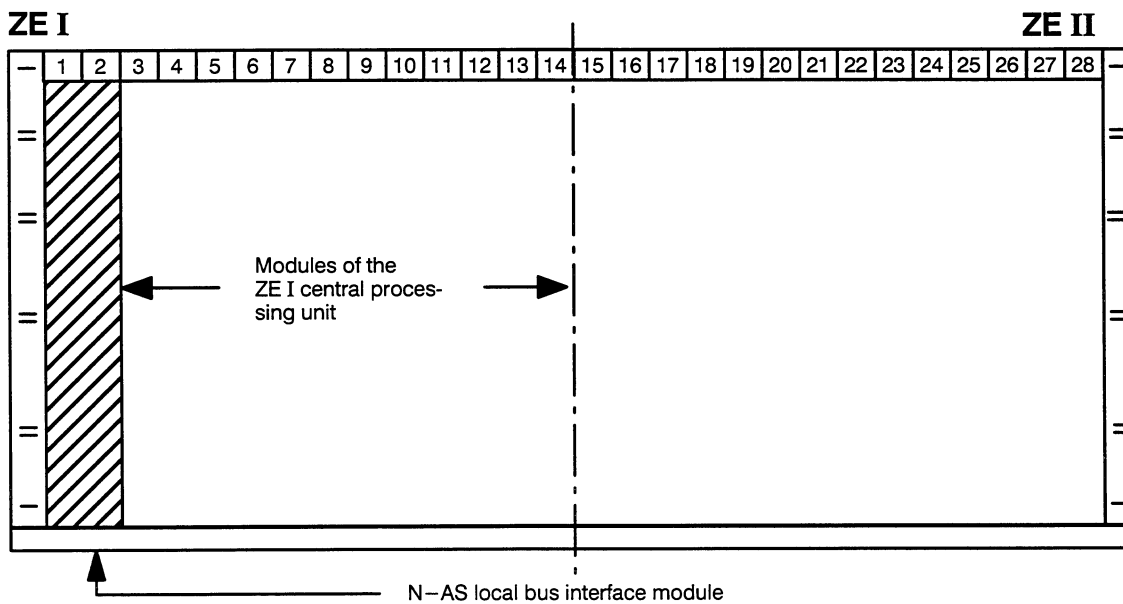 ZE I ZE II
1 2 3 4 5 6 7 8 9 10 11 12 13 14 15 16 17 18 19 20 21 22 23 24 25 26 27 28
Modules of the
ZE I central proces-
sing unit
N-AS local bus interface module